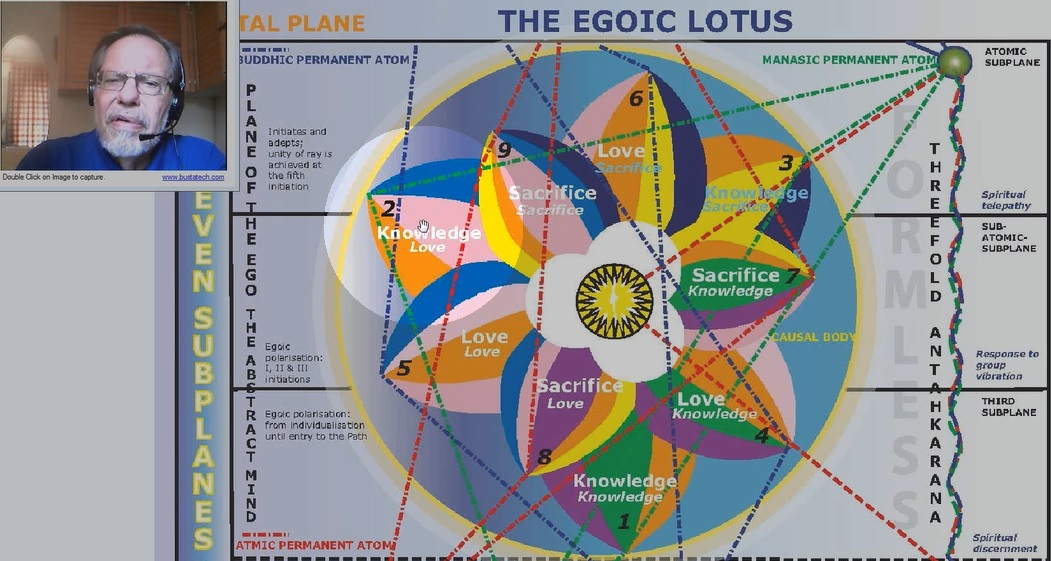 TAL PLANE
THE EGOIC LOTUS
BUDDHIC PERMANENT ATOM
MANASIC PERMANENT ATOM
ATOMIC
SUBPLANE
Double Click on Image to capture.
www.bustatech.com
EVEN SUBPLANES
PLANE OF THE EGO THE ABSTRACT MIND
Initiates and
adepts;
unity of ray is
achieved at
the fifth
initiation
6
Love
Sacrifice
9
Sacrifice
Sacrifice
3
Knowledge
Sacrifice
2
Knowledge
Love
Sacrifice
Knowledge
7
CAUSAL BODY
Love
Love
5
Sacrifice
Love
8
Love
Knowledge
4
Knowledge
Knowledge
1
Egoic
polarisation:
I, II & III
initiations
Egoic polarisation:
from individualisation
until entry to the Path
ATMIC PERMANENT ATOM
FORMLESS
THREEFOLD ANTAHKARANA
Spiritual
telepathy
SUB-
ATOMIC-
SUBPLANE
Response to
group
vibration
THIRD
SUBPLANE
Spiritual
discernment